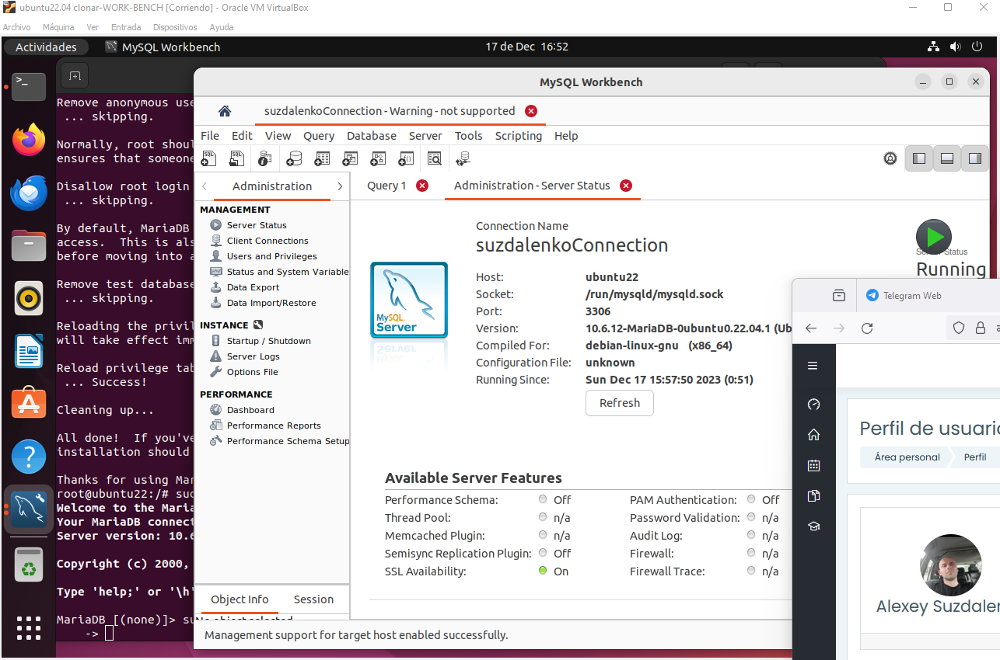 ubuntu22.04 clonar-WORK-BENCH [Corriendo] - Oracle VM VirtualBox
Archivo Máquina Ver Entrada Dispositivos Ayuda
Actividades MySQL Workbench 17 de Dec 16:52
Remove anonymous use
... skipping.
Normally, root shoul
ensures that someone
Disallow root login
... skipping.
By default, MariaDB
access. This is als
before moving into a
Remove test database
... skipping.
Reloading the privil
will take effect imm
Reload privilege tab
... Success!
Cleaning up...
All done! If you've
installation should
Thanks for using Mar
root@ubuntu22:/# sud
Welcome to the Maria
Your MariaDB connect
Server version: 10.6
Copyright (c) 2000,
Type 'help;' or '\h'
MariaDB [(none)]> su
->
MySQL Workbench
suzdalenkoConnection - Warning - not supported
File Edit View Query Database Server Tools Scripting Help
Administration
MANAGEMENT
Server Status
Client Connections
Users and Privileges
Status and System Variable
Data Export
Data Import/Restore
INSTANCE
Startup / Shutdown
Server Logs
Options File
PERFORMANCE
Dashboard
Performance Reports
Performance Schema Setup
Object Info Session
No object selected
Query 1 Administration - Server Status
Connection Name
suzdalenkoConnection
MySQL
Server
Host: ubuntu22
Socket: /run/mysqld/mysqld.sock
Port: 3306
Version: 10.6.12-MariaDB-0ubuntu0.22.04.1 (Ub
Compiled For: debian-linux-gnu (x86_64)
Configuration File: unknown
Running Since: Sun Dec 17 15:57:50 2023 (0:51)
Refresh
Server Status
Running
Available Server Features
Performance Schema: Off PAM Authentication: Off
Thread Pool: n/a Password Validation: n/a
Memcached Plugin: n/a Audit Log: n/a
Semisync Replication Plugin: Off Firewall: n/a
SSL Availability: On Firewall Trace: n/a
Management support for target host enabled successfully.
Telegram Web
Perfil de usuario
Área personal Perfil
Alexey Suzdalen